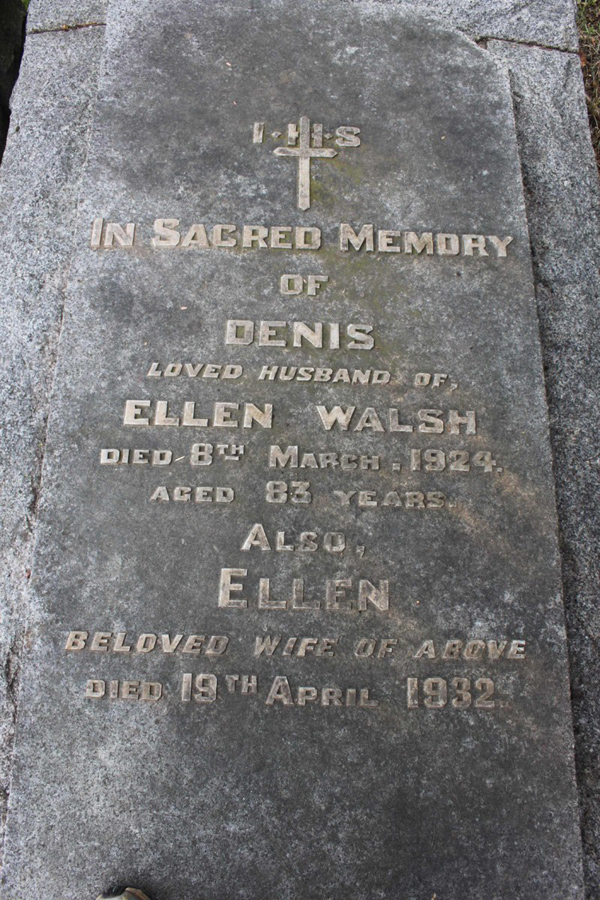 I·H·S
IN SACRED MEMORY
OF
DENIS
LOVED HUSBAND OF,
ELLEN WALSH
DIED 8TH MARCH, 1924.
AGED 83 YEARS.
ALSO,
ELLEN
BELOVED WIFE OF ABOVE
DIED 19TH APRIL 1932.